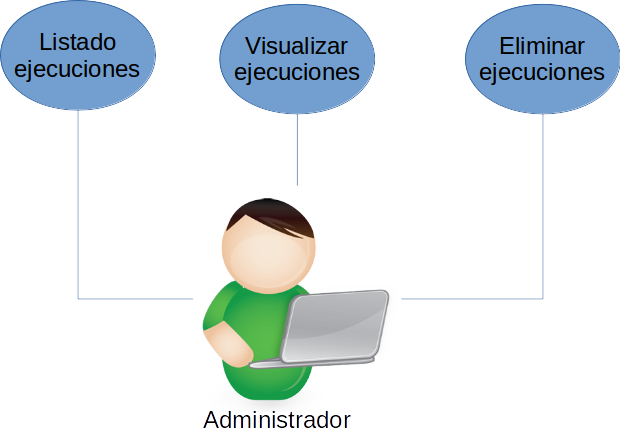 Listado
ejecuciones
Visualizar
ejecuciones
Eliminar
ejecuciones
Administrador